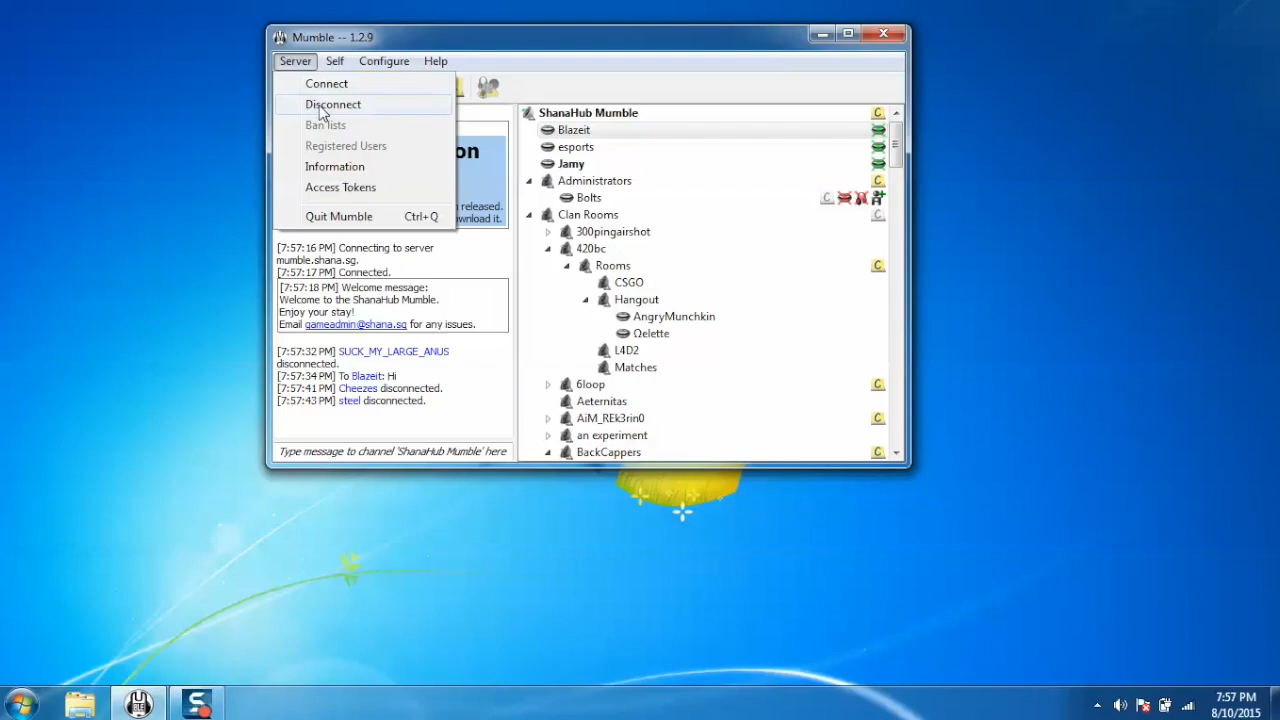 Mumble -- 1.2.9
Server Self Configure Help
Connect
Disconnect
Ban lists
Registered Users
Information
Access Tokens
Quit Mumble Ctrl+Q
on
released.
wnload it.
[7:57:16 PM] Connecting to server
mumble.shana.sg.
[7:57:17 PM] Connected.
[7:57:18 PM] Welcome message:
Welcome to the ShanaHub Mumble.
Enjoy your stay!
Email gameadmin@shana.sg for any issues.
[7:57:32 PM] SUCK_MY_LARGE_ANUS
disconnected.
[7:57:34 PM] To Blazeit: Hi
[7:57:41 PM] Cheezes disconnected.
[7:57:43 PM] steel disconnected.
Type message to channel 'ShanaHub Mumble' here
ShanaHub Mumble
Blazeit
esports
Jamy
Administrators
Bolts
Clan Rooms
300pingairshot
420bc
Rooms
CSGO
Hangout
AngryMunchkin
Ωelette
L4D2
Matches
6loop
Aeternitas
AiM_REk3rin0
an experiment
BackCappers
7:57 PM
8/10/2015